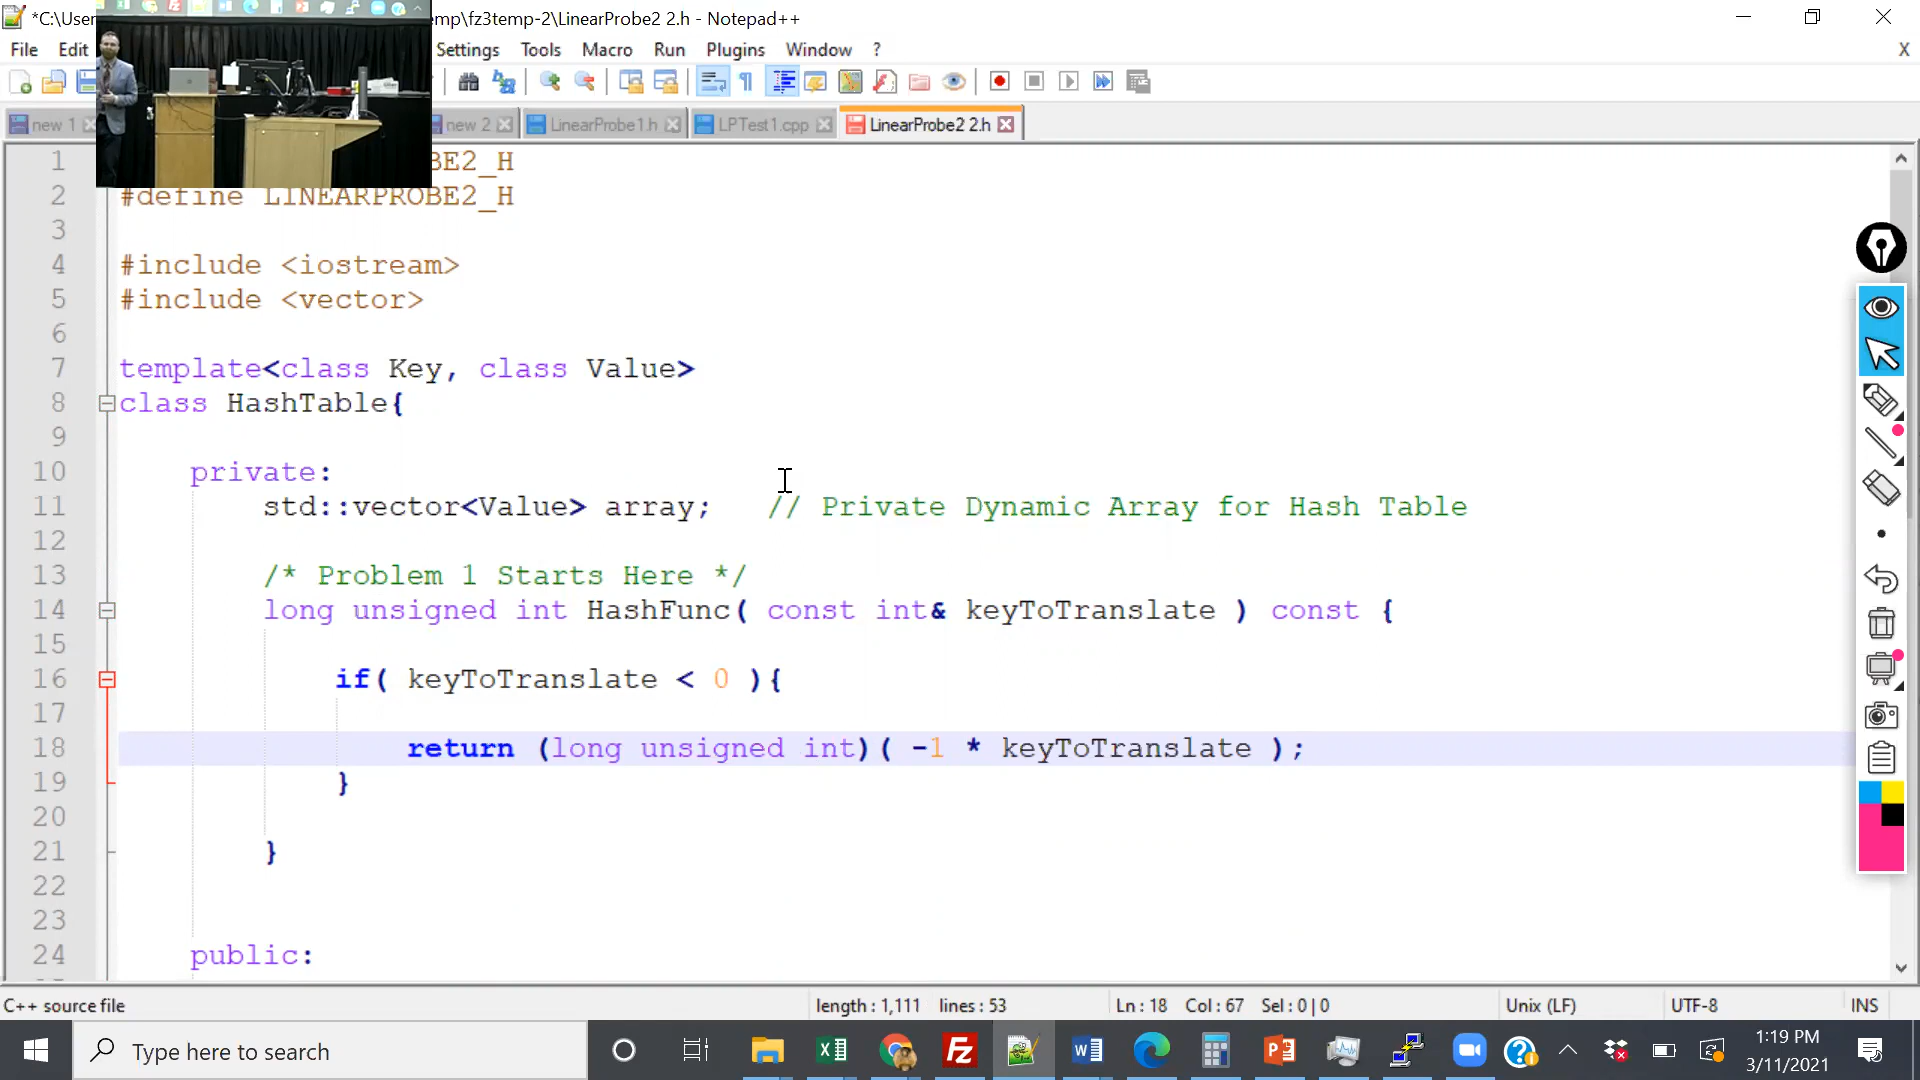 *C:\User
emp\fz3temp-2\LinearProbe2 2.h - Notepad++
File Edit Settings Tools Macro Run Plugins Window ? X
new 1 new 2 LinearProbe1.h LPTest1.cpp LinearProbe2 2.h
1 BE2_H
2 #define LINEARPROBE2_H
3
4 #include <iostream>
5 #include <vector>
6
7 template<class Key, class Value>
8 class HashTable{
9
10 private:
11 std::vector<Value> array; // Private Dynamic Array for Hash Table
12
13 /* Problem 1 Starts Here */
14 long unsigned int HashFunc( const int& keyToTranslate ) const {
15
16 if( keyToTranslate < 0 ){
17
18 return (long unsigned int)( -1 * keyToTranslate );
19 }
20
21 }
22
23
24 public:
C++ source file length : 1,111 lines : 53 Ln : 18 Col : 67 Sel : 0 | 0 Unix (LF) UTF-8 INS
Type here to search
1:19 PM
3/11/2021